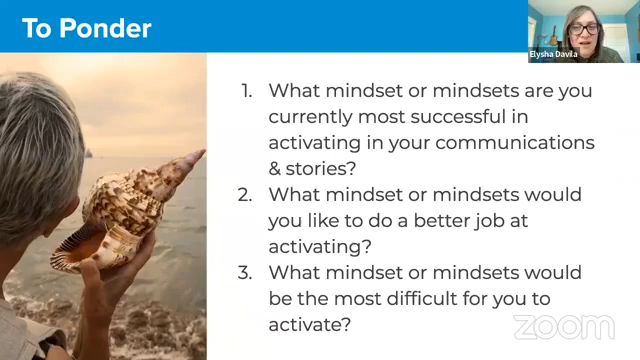 To Ponder
Elysha Davila
1. What mindset or mindsets are you
currently most successful in
activating in your communications
& stories?
2. What mindset or mindsets would
you like to do a better job at
activating?
3. What mindset or mindsets would
be the most difficult for you to
activate?
zoom